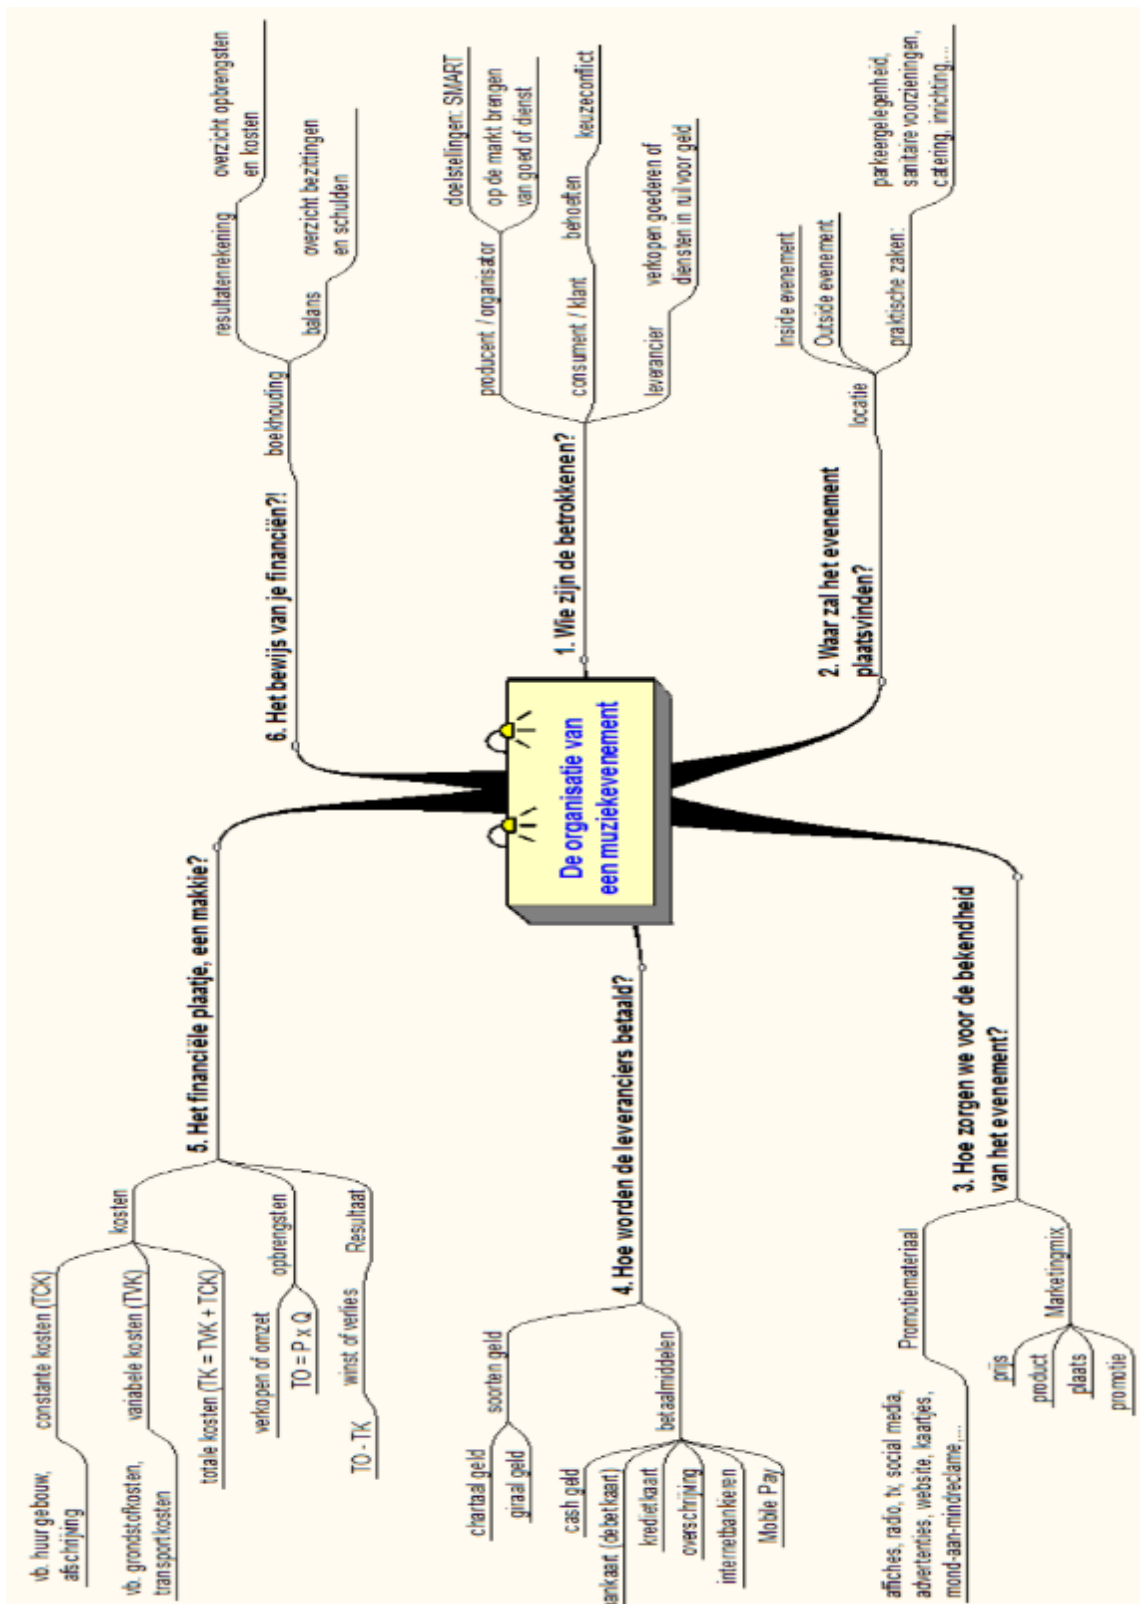 De organisatie van
een muziekevenement
1. Wie zijn de betrokkenen?
producent / organisator
doelstellingen: SMART
op de markt brengen
van goed of dienst
consument / klant
behoeften
keuzeconflict
leverancier
verkopen goederen of
diensten in ruil voor geld
2. Waar zal het evenement
plaatsvinden?
locatie
Inside evenement
Outside evenement
praktische zaken:
parkeergelegenheid,
sanitaire voorzieningen,
catering, inrichting,...
3. Hoe zorgen we voor de bekendheid
van het evenement?
Promotiemateriaal
affiches, radio, tv, social media,
advertenties, website, kaartjes,
mond-aan-mindreclame,...
Marketingmix
prijs
product
plaats
promotie
4. Hoe worden de leveranciers betaald?
soorten geld
chartaal geld
giraal geld
betaalmiddelen
cash geld
ankaart (debetkaart)
kredietkaart
overschrijving
internetbankieren
Mobile Pay
5. Het financiële plaatje, een makkie?
kosten
constante kosten (TCK)
vb. huur gebouw,
afschrijving
variabele kosten (TVK)
vb. grondstofkosten,
transportkosten
totale kosten (TK = TVK + TCK)
opbrengsten
verkopen of omzet
TO = P x Q
Resultaat
winst of verlies
TO - TK
6. Het bewijs van je financiën?!
boekhouding
resultatenrekening
overzicht opbrengsten
en kosten
balans
overzicht bezittingen
en schulden